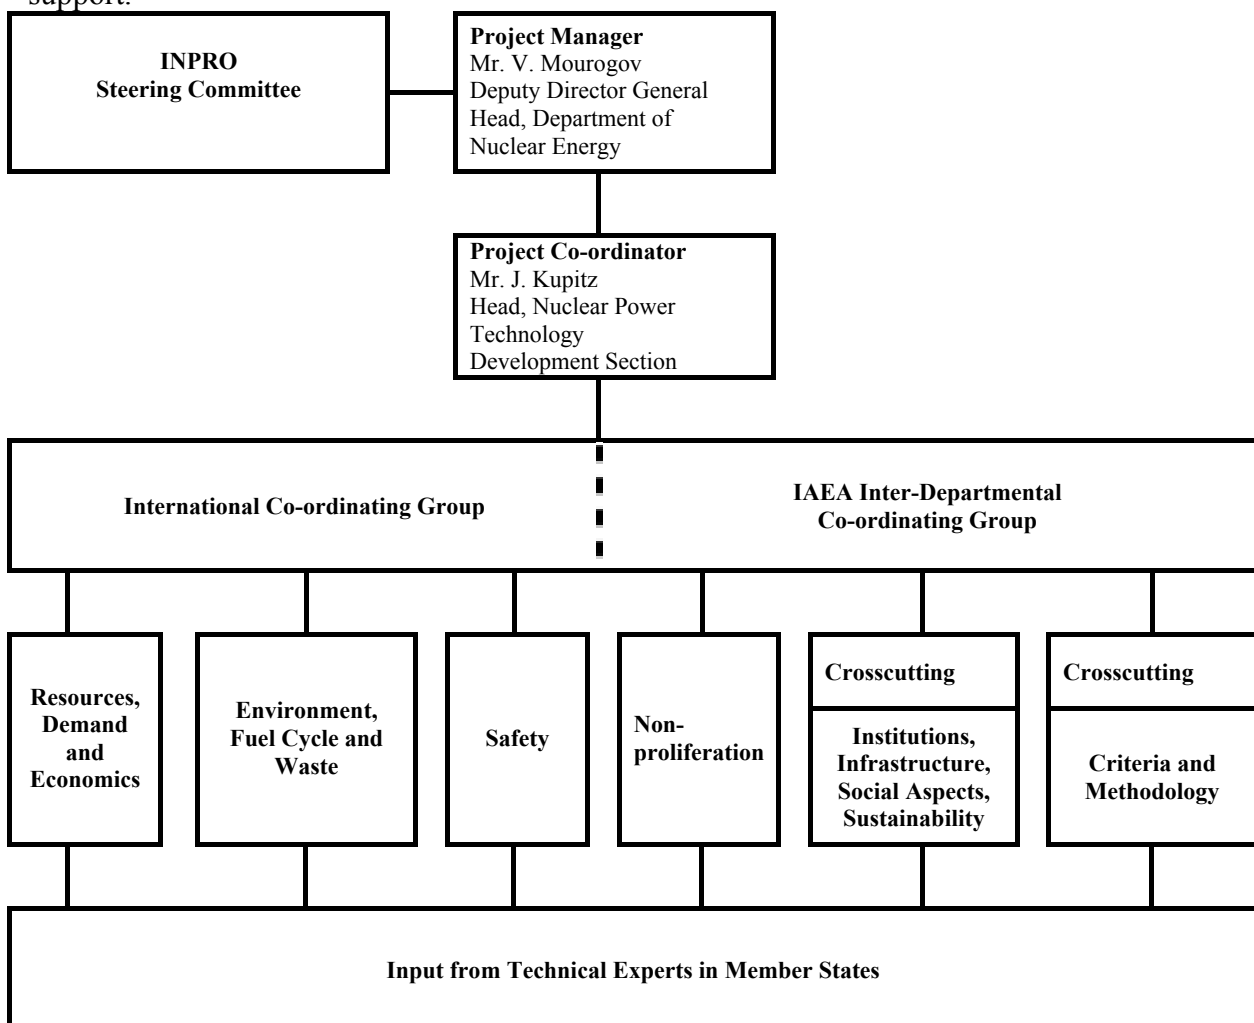 support.
INPRO
Steering Committee
Project Manager
Mr. V. Mourogov
Deputy Director General
Head, Department of
Nuclear Energy
Project Co-ordinator
Mr. J. Kupitz
Head, Nuclear Power
Technology
Development Section
International Co-ordinating Group
IAEA Inter-Departmental
Co-ordinating Group
Resources,
Demand
and
Economics
Environment,
Fuel Cycle and
Waste
Safety
Non-
proliferation
Crosscutting
Institutions,
Infrastructure,
Social Aspects,
Sustainability
Crosscutting
Criteria and
Methodology
Input from Technical Experts in Member States